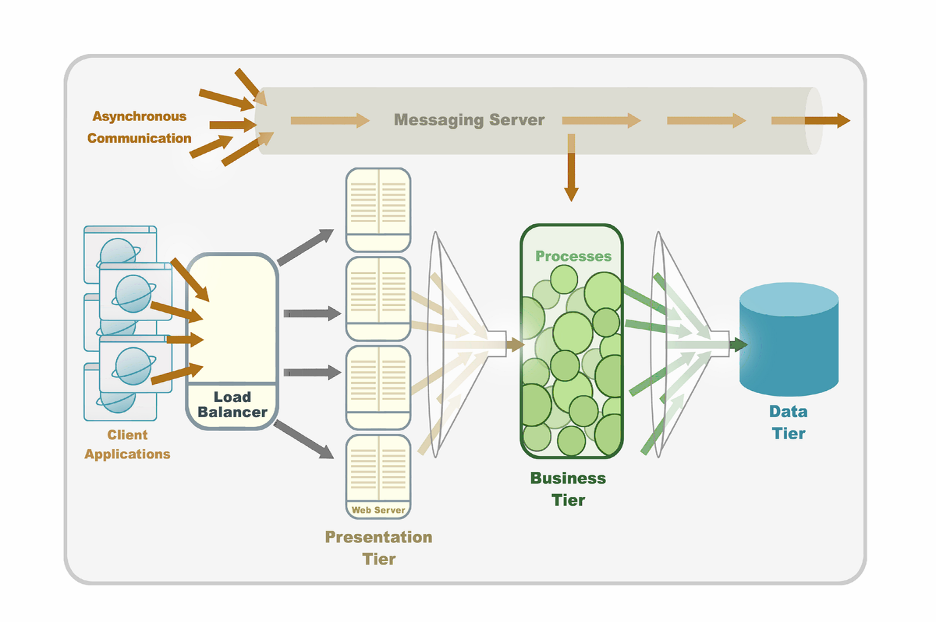 Asynchronous
Communication
Messaging Server
Processes
Load
Balancer
Client
Applications
Web Server
Presentation
Tier
Business
Tier
Data
Tier